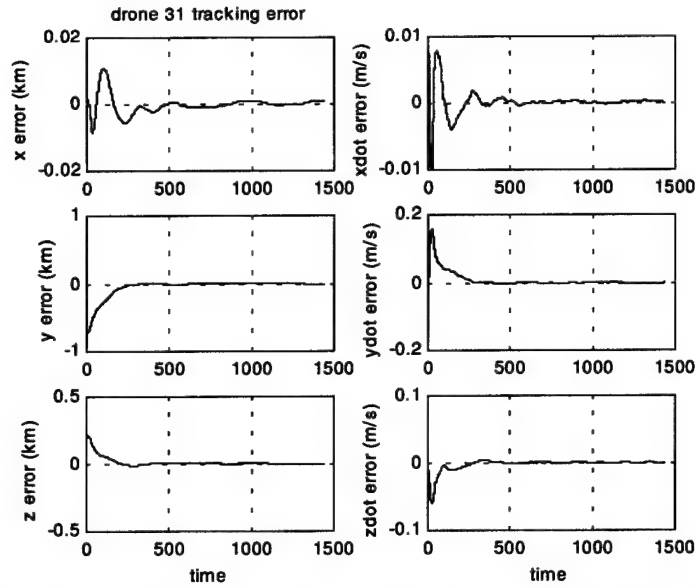 drone 31 tracking error
x error (km)
0.02
0
-0.02
0 500 1000 1500
xdot error (m/s)
0.01
0
-0.01
0 500 1000 1500
y error (km)
1
0
-1
0 500 1000 1500
ydot error (m/s)
0.2
0
-0.2
0 500 1000 1500
z error (km)
0.5
0
-0.5
0 500 1000 1500
time
zdot error (m/s)
0.1
0
-0.1
0 500 1000 1500
time